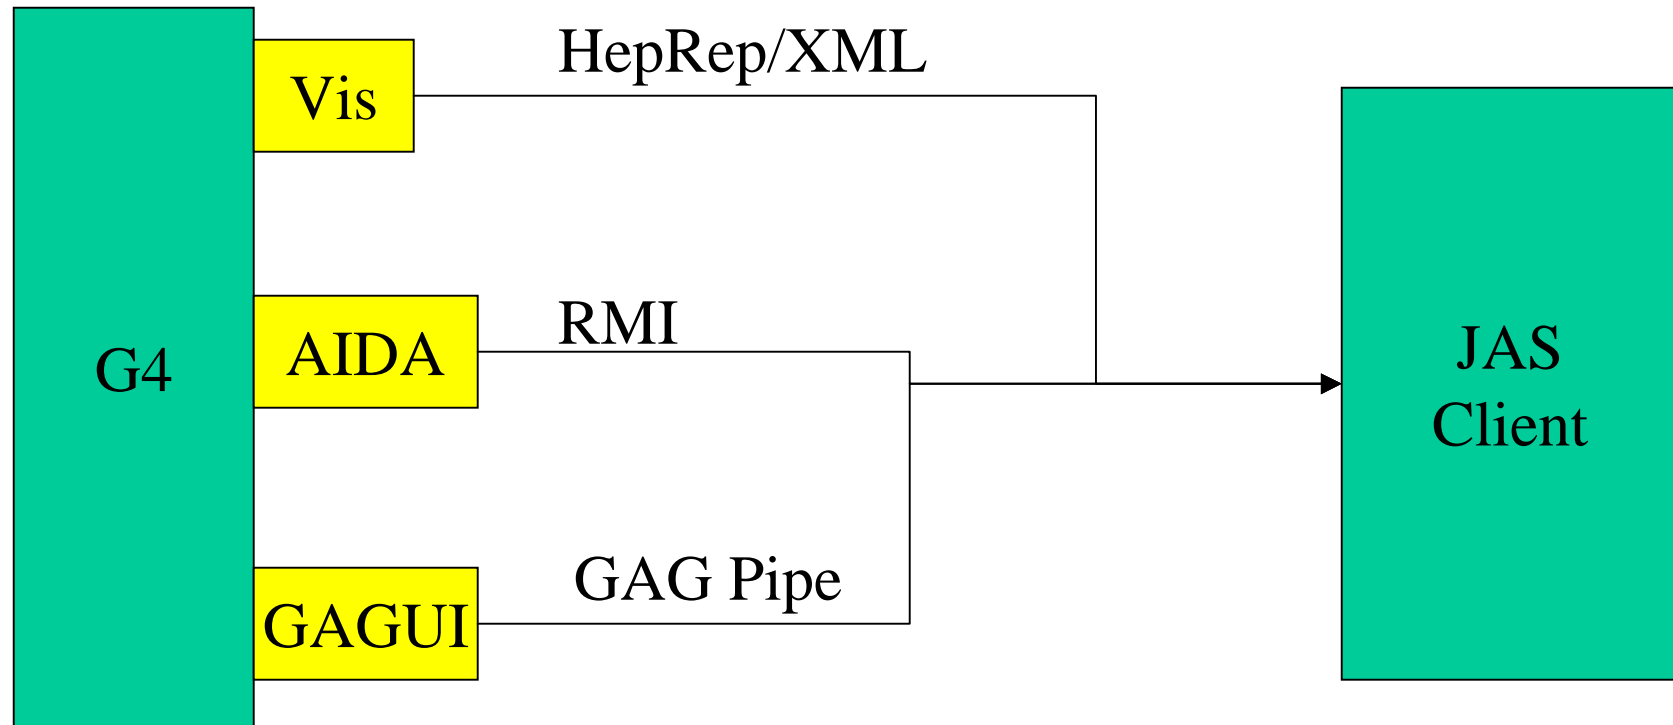 HepRep/XML
Vis
RMI
AIDA
G4
JAS
Client
GAG Pipe
GAGUI